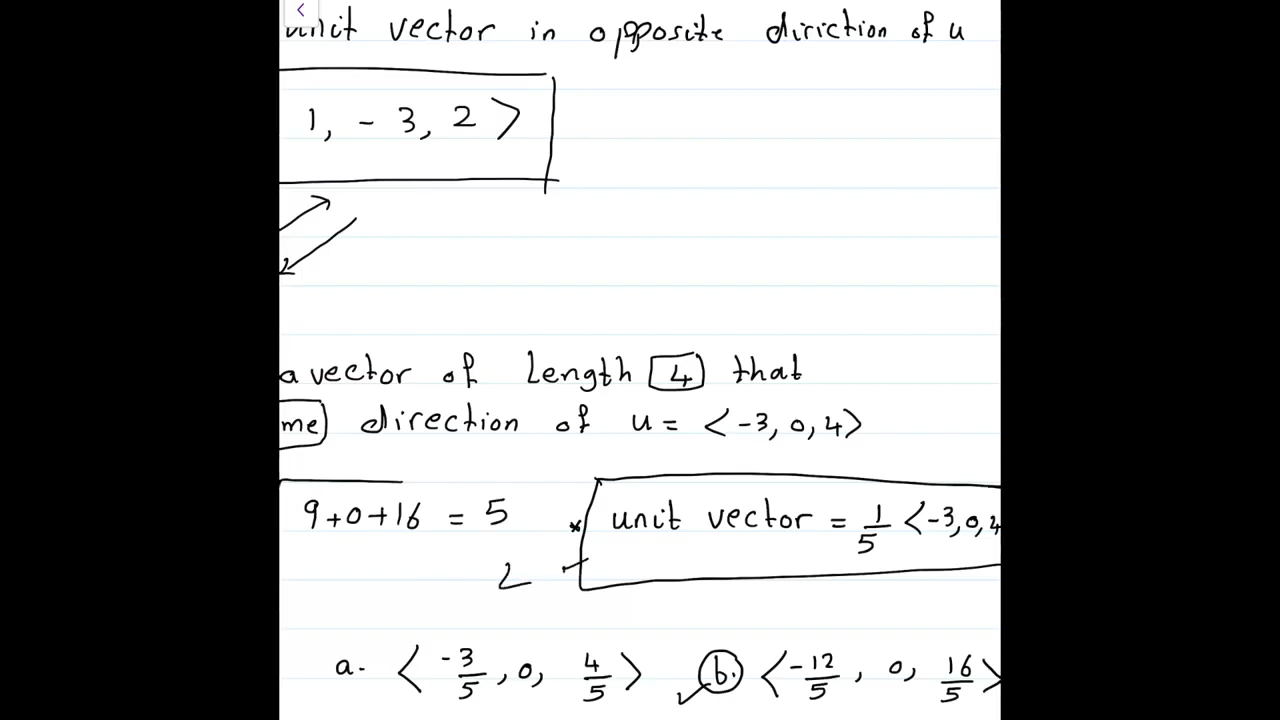 unit vector in opposite diriction of u
1, - 3, 2 >
a vector of length 4 that
me direction of u = < -3, 0, 4 >
9+0+16 = 5 * unit vector = 1/5 < -3, 0, 4
a. < -3/5 , 0, 4/5 > b. < -12/5 , 0, 16/5 >